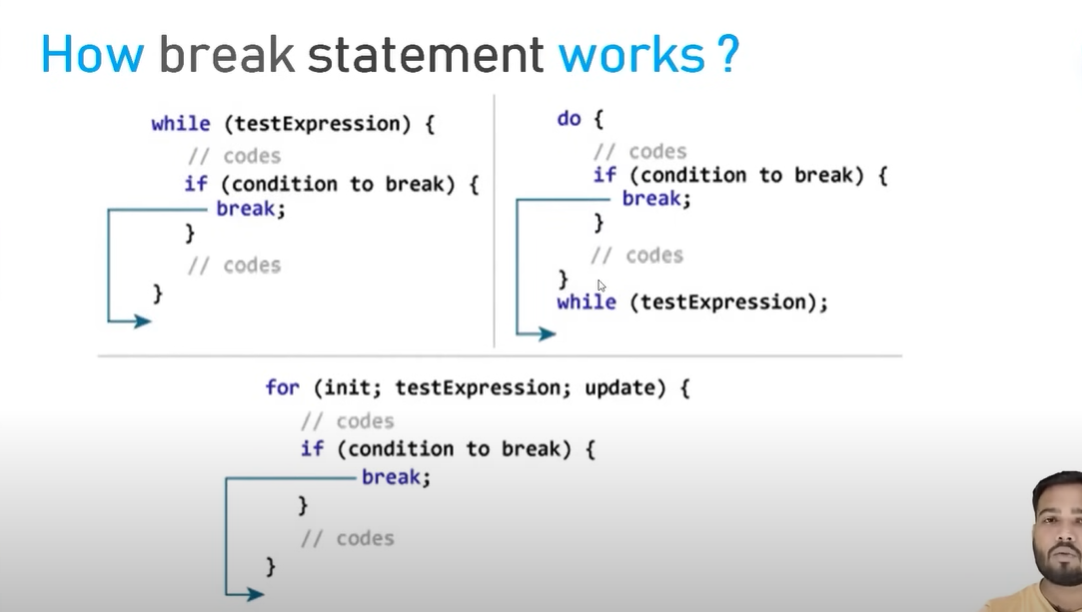 How break statement works ?
while (testExpression) {
// codes
if (condition to break) {
break;
}
// codes
}
do {
// codes
if (condition to break) {
break;
}
// codes
}
while (testExpression);
for (init; testExpression; update) {
// codes
if (condition to break) {
break;
}
// codes
}